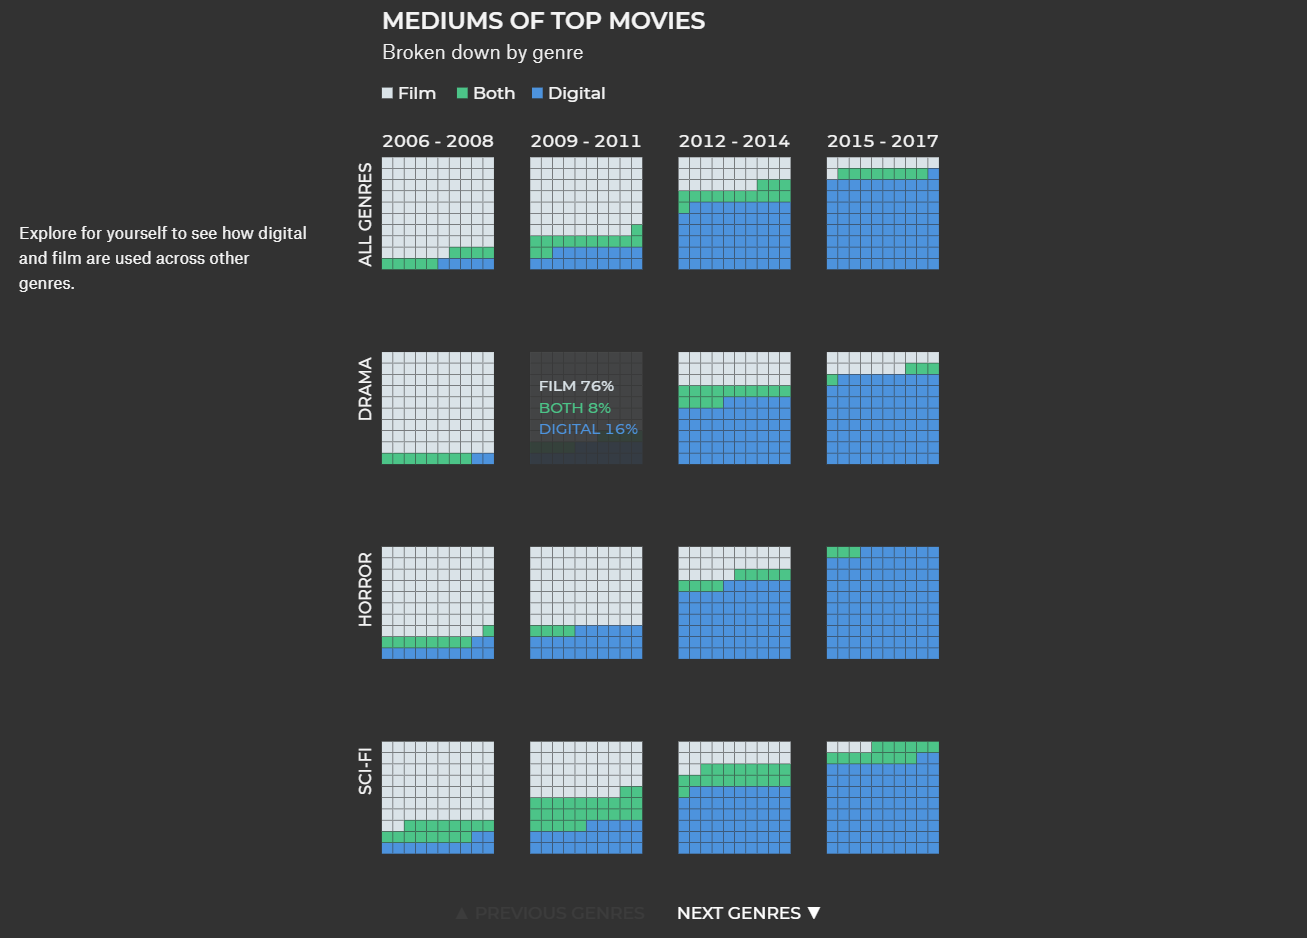 MEDIUMS OF TOP MOVIES
Broken down by genre
Film Both Digital
2006 - 2008 2009 - 2011 2012 - 2014 2015 - 2017
ALL GENRES
Explore for yourself to see how digital
and film are used across other
genres.
DRAMA
FILM 76%
BOTH 8%
DIGITAL 16%
HORROR
SCI-FI
▲ PREVIOUS GENRES NEXT GENRES ▼